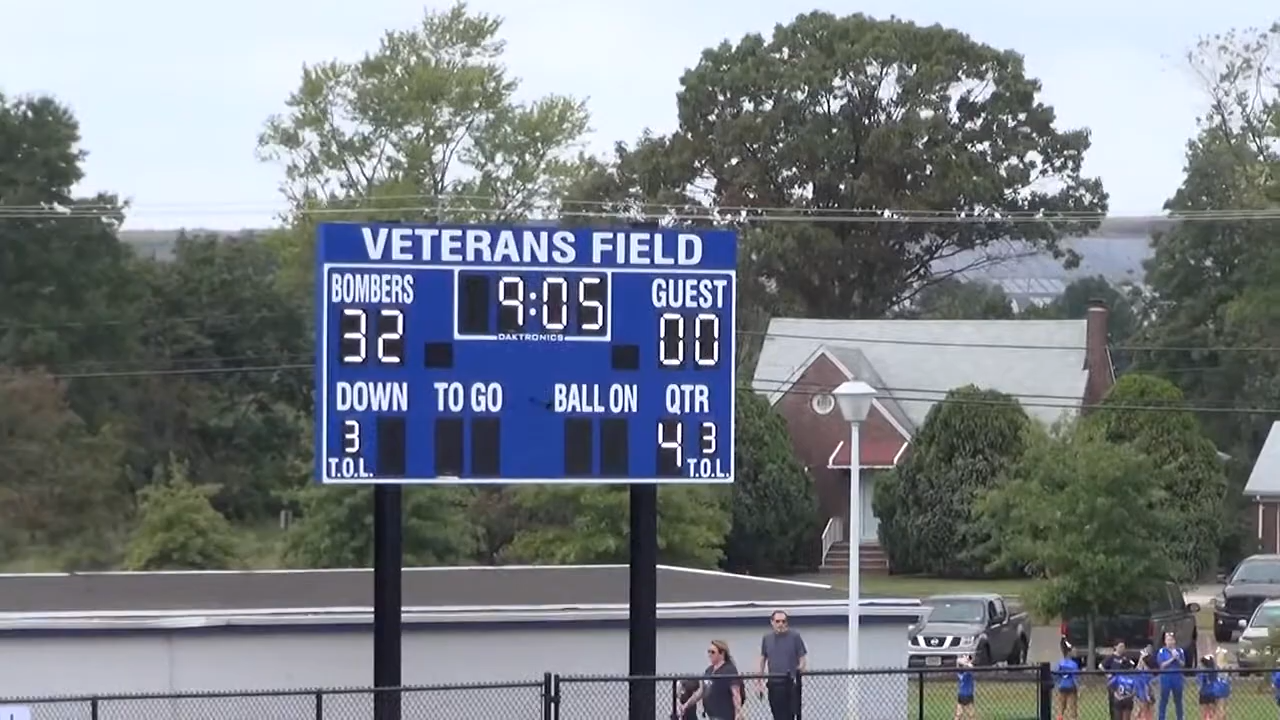 VETERANS FIELD
BOMBERS 9:05 GUEST
32 DAKTRONICS 00
DOWN TO GO BALL ON QTR
3 4 3
T.O.L. T.O.L.